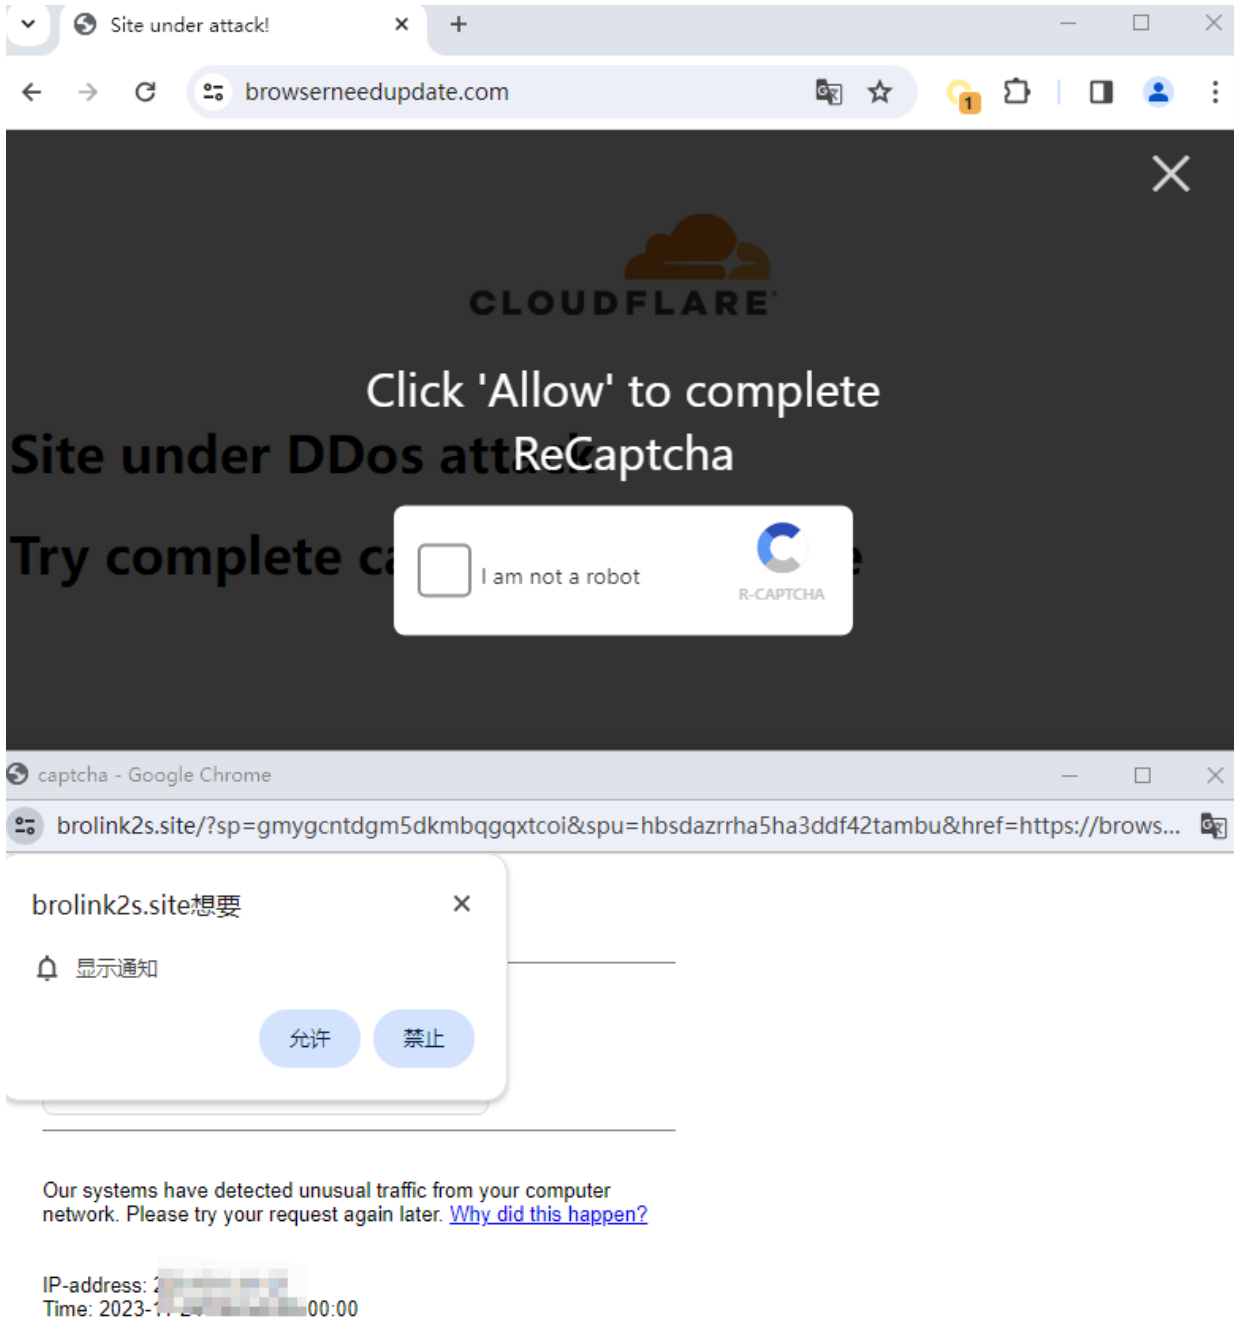 Site under attack!
browserneedupdate.com
1
CLOUDFLARE
Click 'Allow' to complete
ReCaptcha
Site under DDos
Try complete
I am not a robot
R-CAPTCHA
captcha - Google Chrome
brolink2s.site/?sp=gmygcntdgm5dkmbqgqxtcoi&spu=hbsdazrrha5ha3ddf42tambu&href=https://brows...
brolink2s.site想要
显示通知
允许 禁止
Our systems have detected unusual traffic from your computer
network. Please try your request again later. Why did this happen?
IP-address:
Time: 2023- 00:00